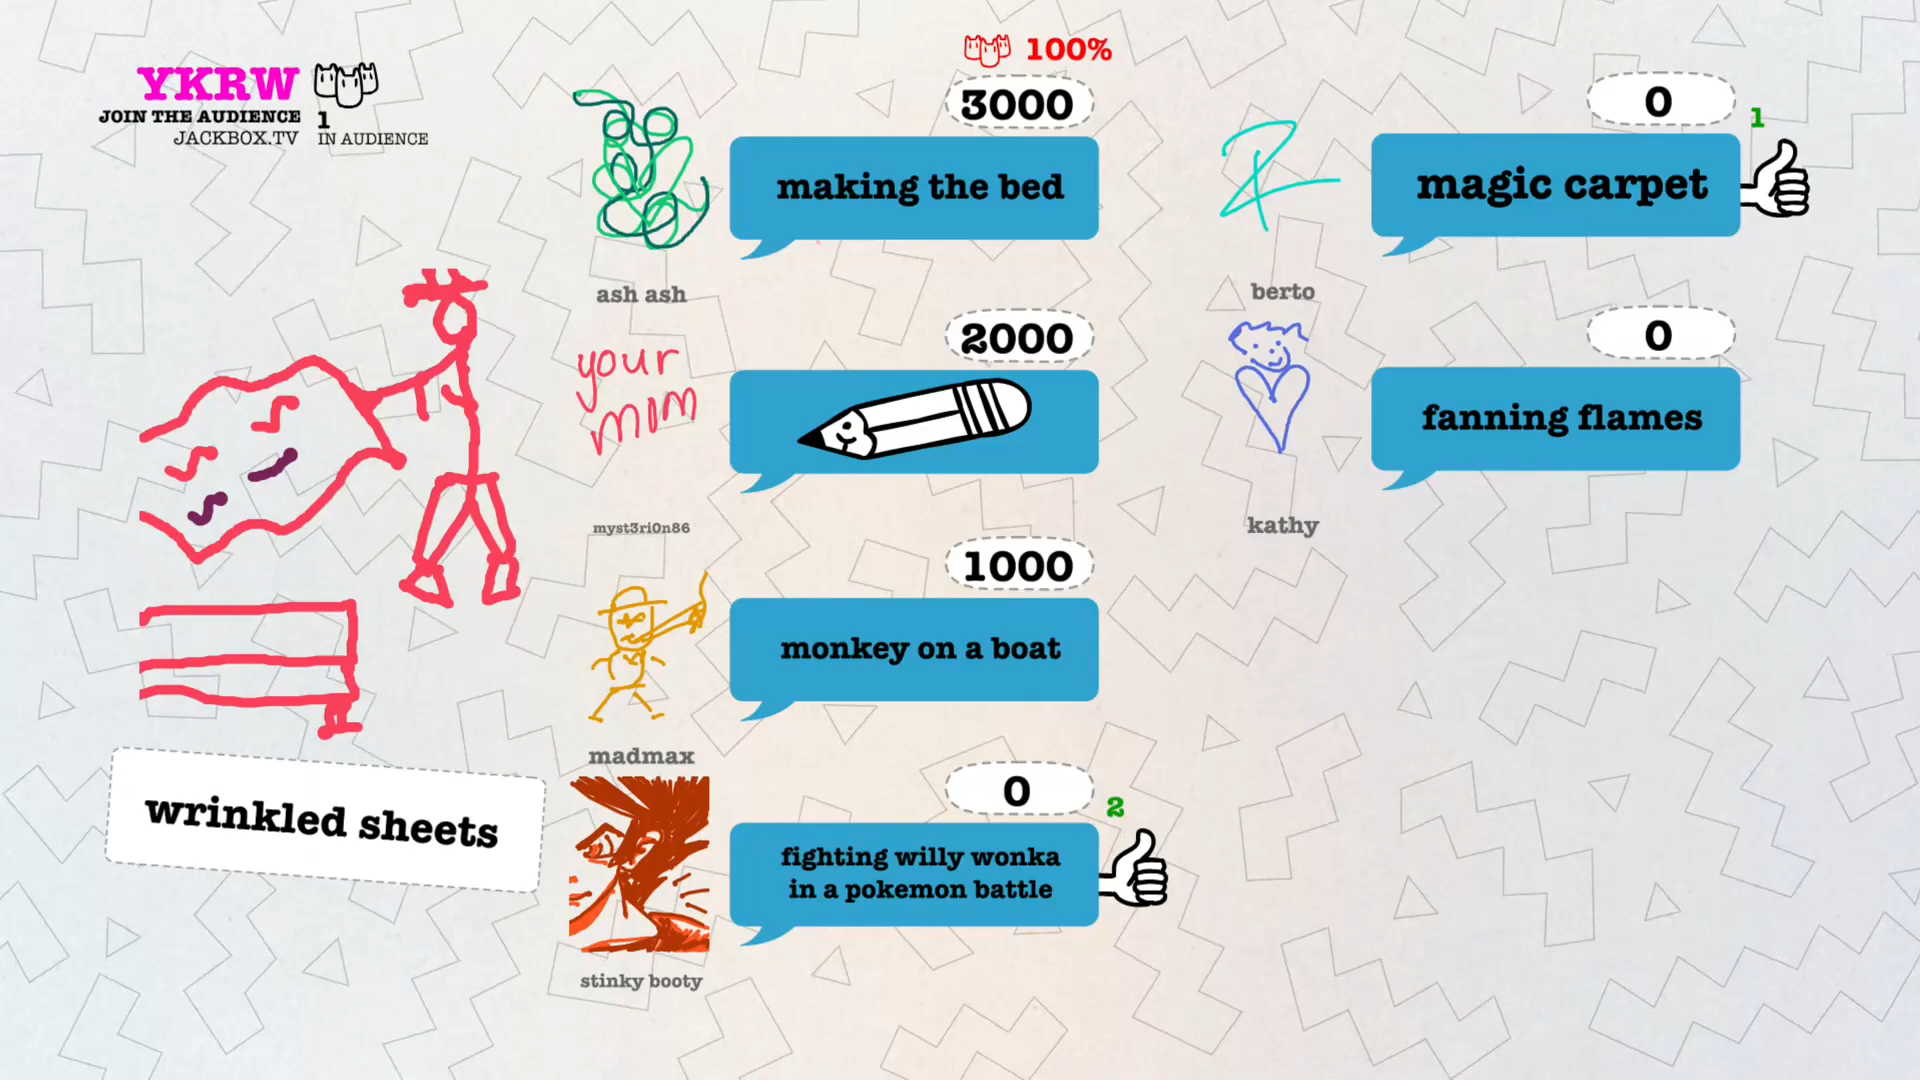 YKRW
JOIN THE AUDIENCE
JACKBOX.TV
1
IN AUDIENCE
100%
3000
making the bed
ash ash
your
mom
2000
myst3ri0n86
1000
monkey on a boat
madmax
0
2
fighting willy wonka
in a pokemon battle
stinky booty
0
1
magic carpet
berto
0
fanning flames
kathy
wrinkled sheets